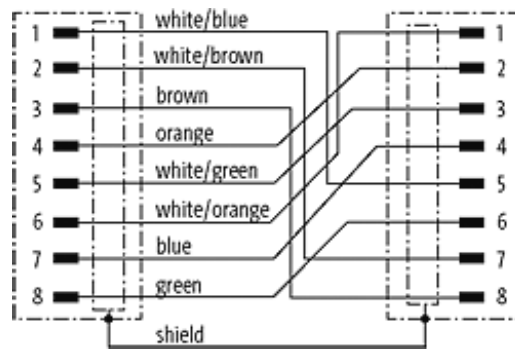 1 white/blue 1
2 white/brown 2
3 brown 3
4 orange 4
5 white/green 5
6 white/orange 6
7 blue 7
8 green 8
shield